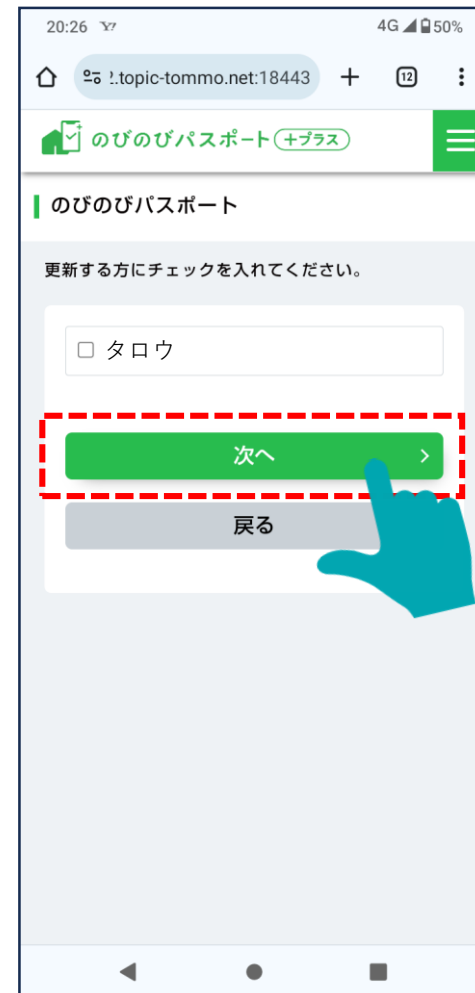 20:26 4G 50%
2.topic-tommo.net:18443 12
のびのびパスポート +プラス
のびのびパスポート
更新する方にチェックを入れてください。
タロウ
次へ
戻る